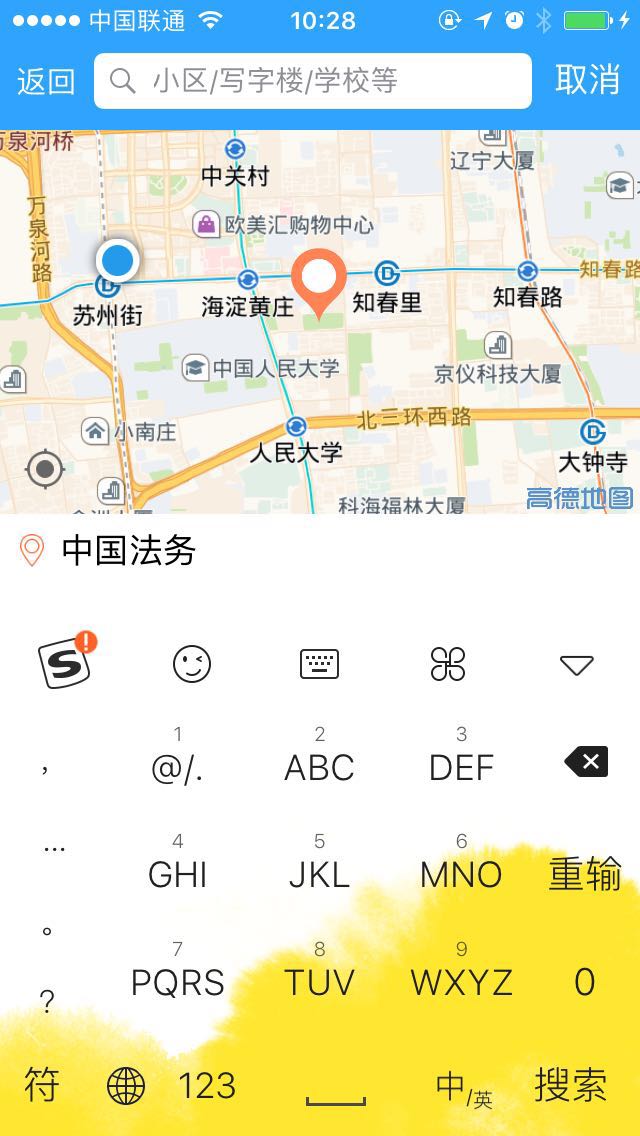 中国联通 10:28
返回 小区/写字楼/学校等 取消
万泉河桥
中关村
辽宁大厦
万泉河路
欧美汇购物中心
苏州街
海淀黄庄
知春里
知春路
知春路
中国人民大学
京仪科技大厦
小南庄
北三环西路
人民大学
大钟寺
科海福林大厦
高德地图
中国法务
S !
, 1 @/. 2 ABC 3 DEF
... 4 GHI 5 JKL 6 MNO 重输
。 7 PQRS 8 TUV 9 WXYZ 0
?
符 123 中/英 搜索